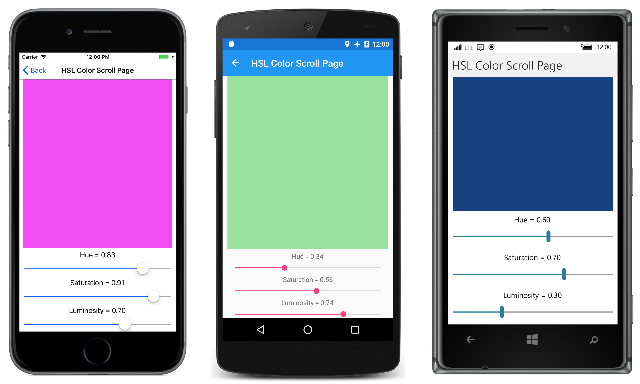 Carrier 12:00 PM
Back HSL Color Scroll Page
Hue = 0.83
Saturation = 0.91
Luminosity = 0.70
12:00
HSL Color Scroll Page
Hue = 0.34
Saturation = 0.56
Luminosity = 0.74
LTE 12:00
HSL Color Scroll Page
Hue = 0.60
Saturation = 0.70
Luminosity = 0.30